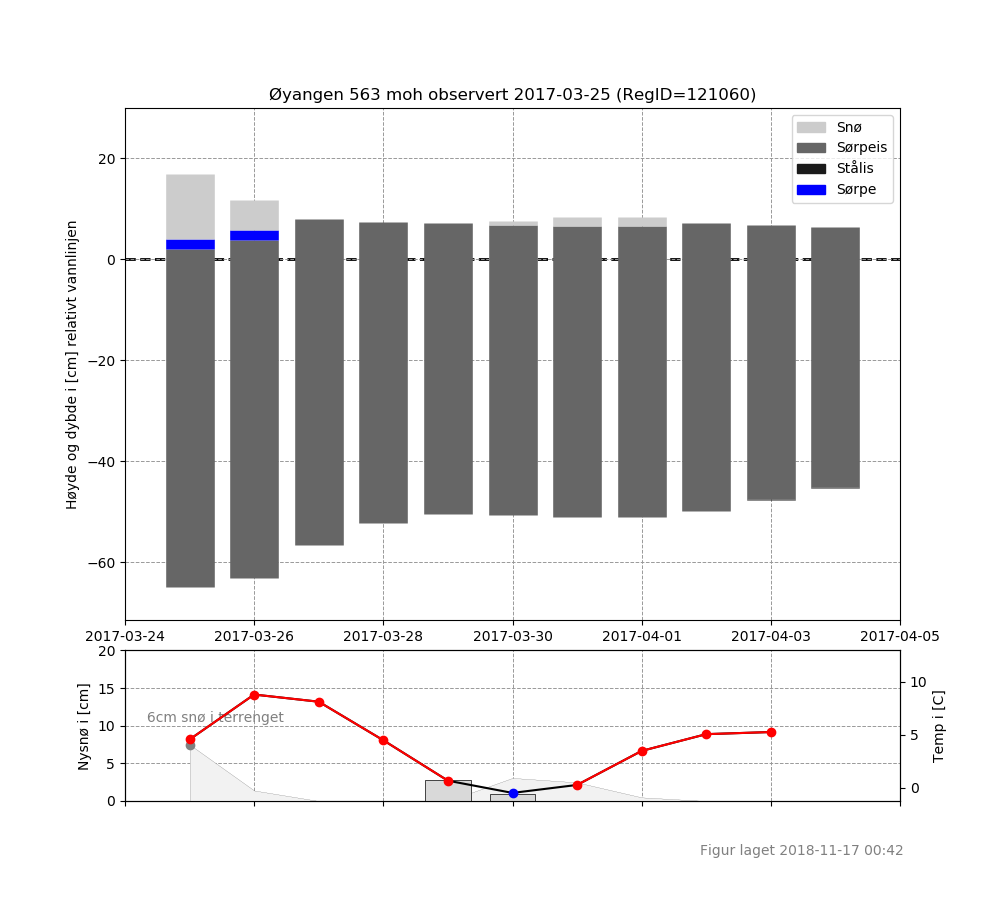 Øyangen 563 moh observert 2017-03-25 (RegID=121060)
Snø
Sørpeis
Stålis
Sørpe
Høyde og dybde i [cm] relativt vannlinjen
20
0
−20
−40
−60
2017-03-24 2017-03-26 2017-03-28 2017-03-30 2017-04-01 2017-04-03 2017-04-05
Nysnø i [cm]
20
15
10
5
0
6cm snø i terrenget
10
5
0
Temp i [C]
Figur laget 2018-11-17 00:42